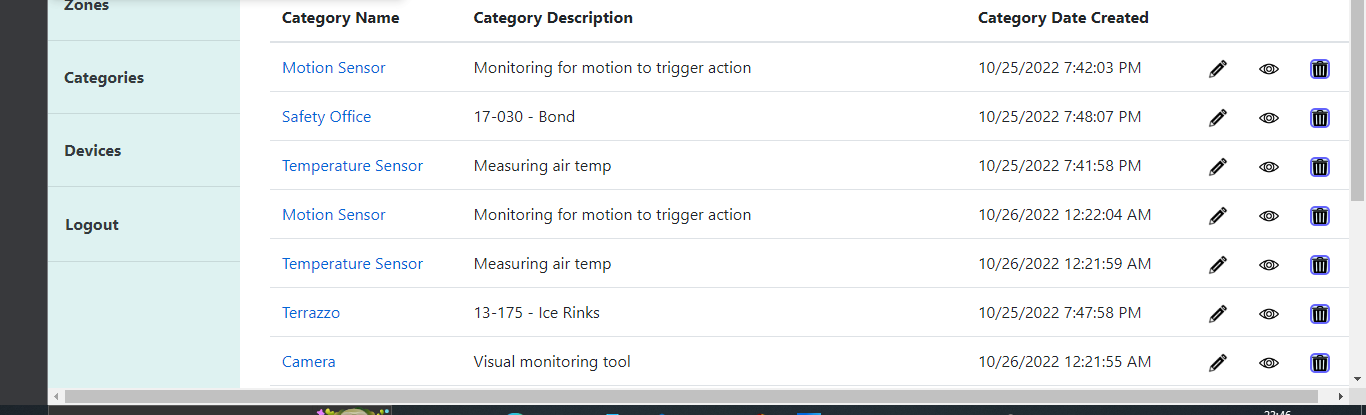 Zones
Category Name Category Description Category Date Created
Categories
Motion Sensor Monitoring for motion to trigger action 10/25/2022 7:42:03 PM
Safety Office 17-030 - Bond 10/25/2022 7:48:07 PM
Devices
Temperature Sensor Measuring air temp 10/25/2022 7:41:58 PM
Motion Sensor Monitoring for motion to trigger action 10/26/2022 12:22:04 AM
Logout
Temperature Sensor Measuring air temp 10/26/2022 12:21:59 AM
Terrazzo 13-175 - Ice Rinks 10/25/2022 7:47:58 PM
Camera Visual monitoring tool 10/26/2022 12:21:55 AM